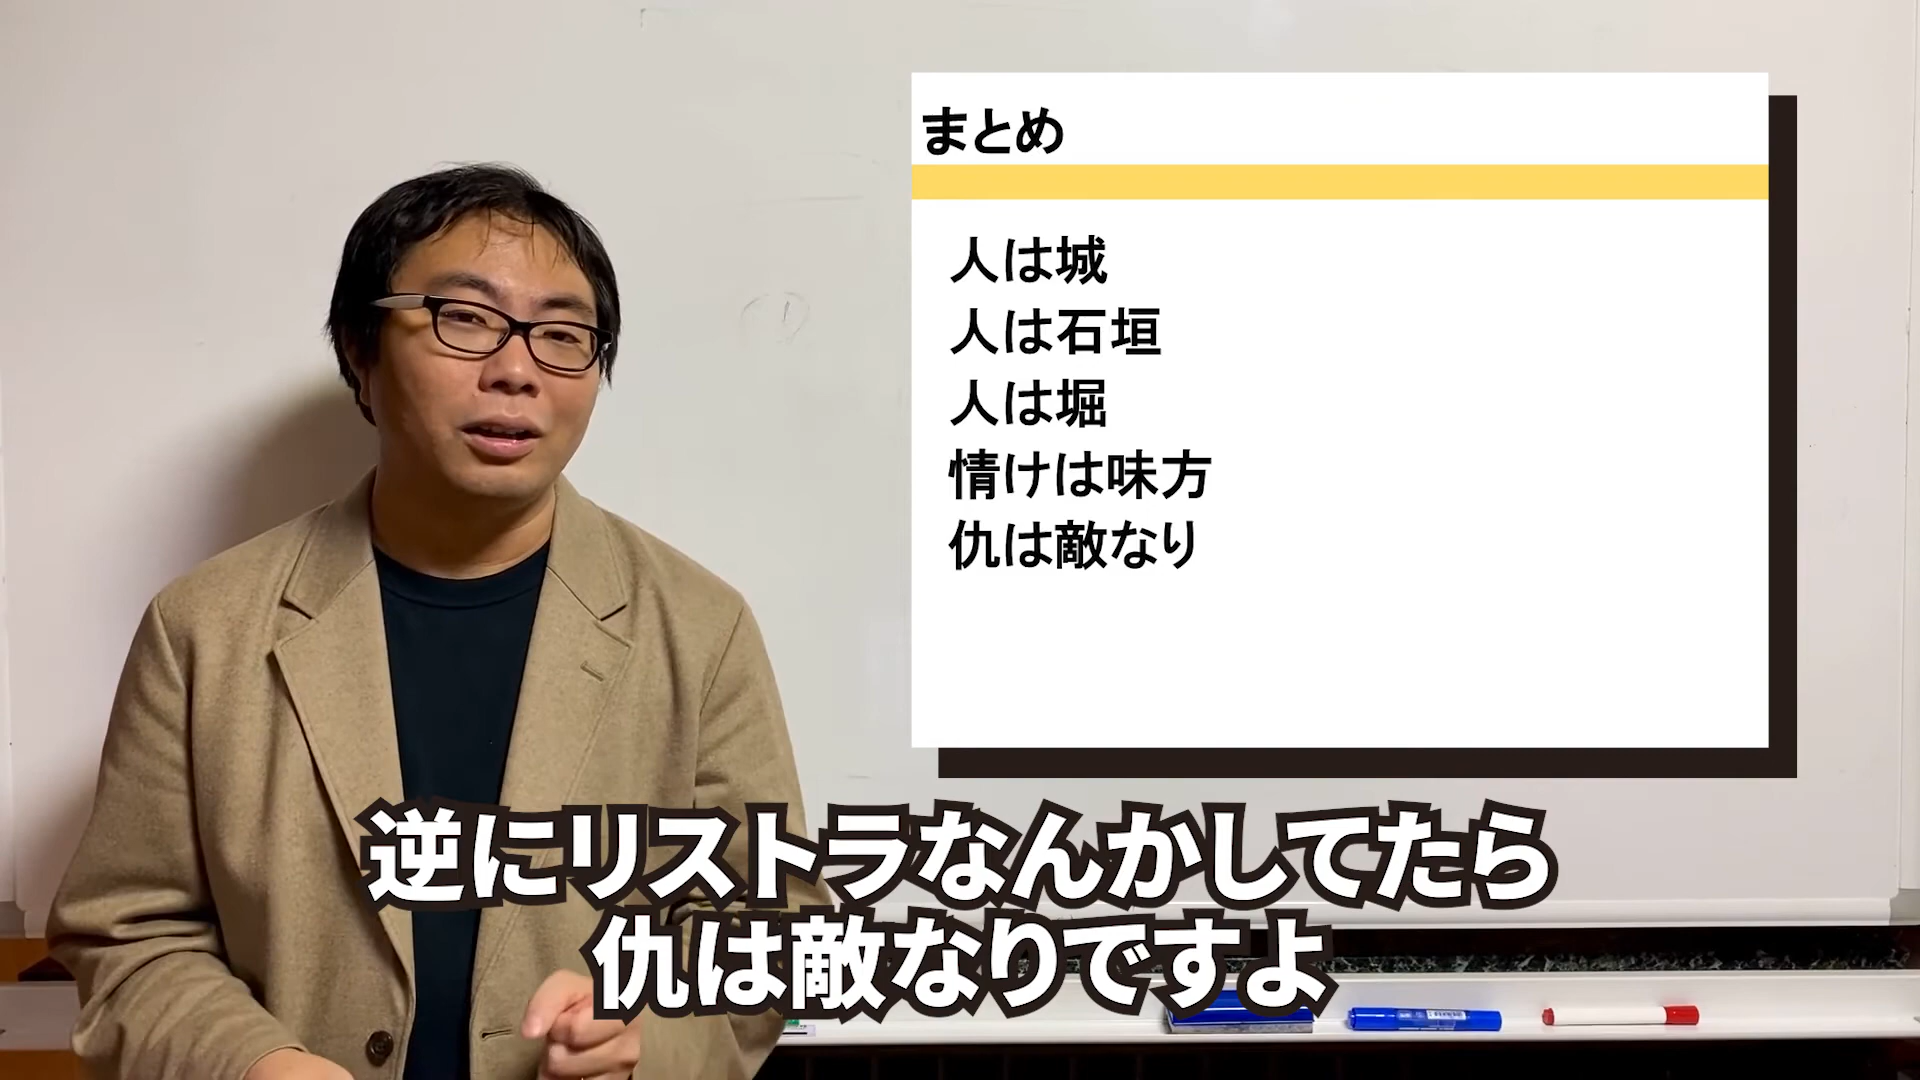 まとめ
人は城
人は石垣
人は堀
情けは味方
仇は敵なり
逆にリストラなんかしてたら
仇は敵なりですよ